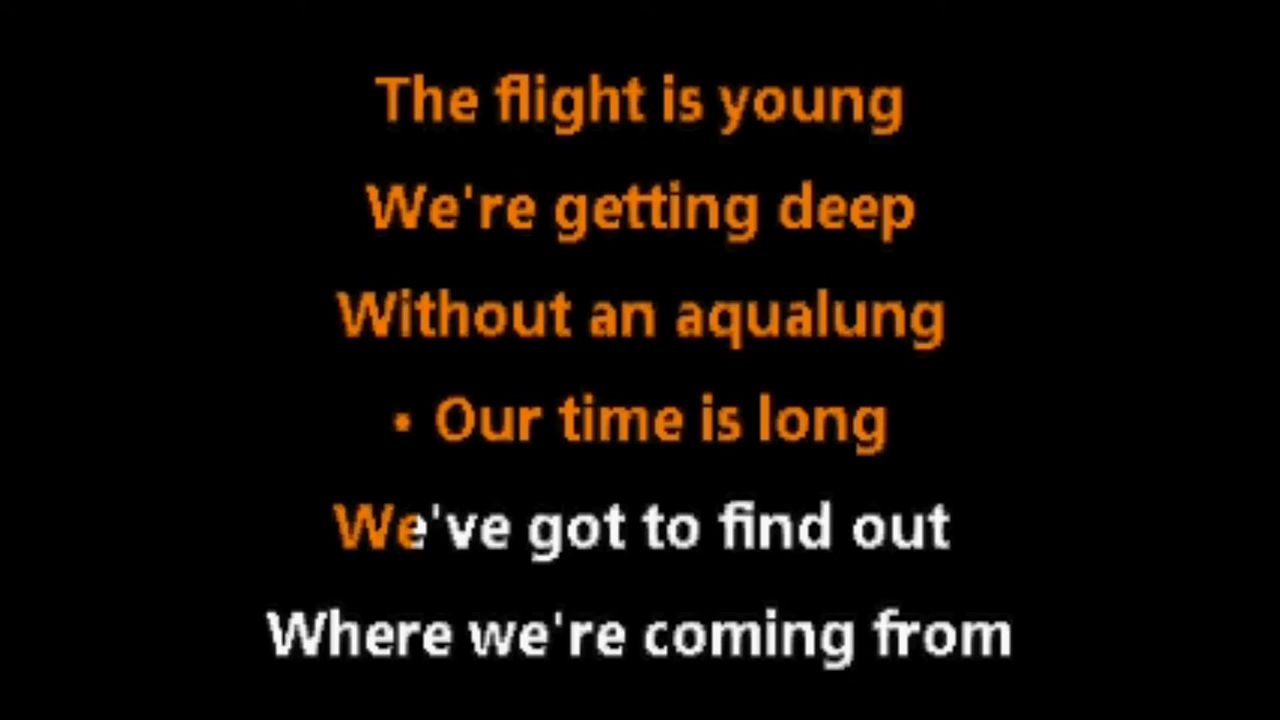 The flight is young
We're getting deep
Without an aqualung
• Our time is long
We've got to find out
Where we're coming from